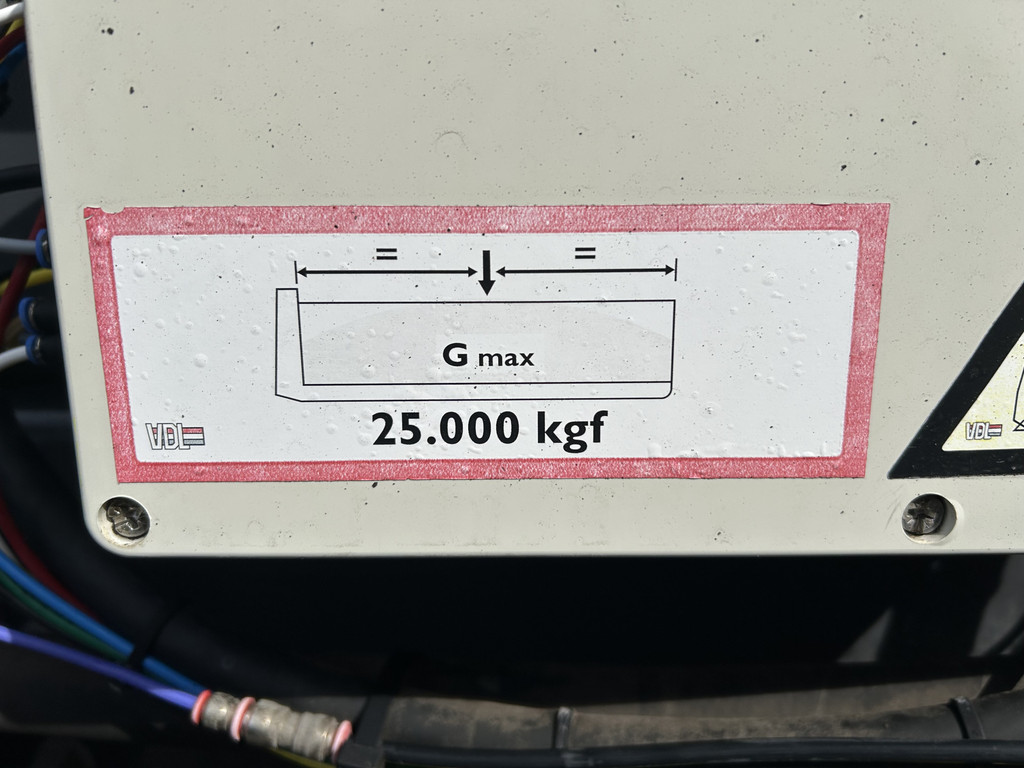 = =
G max
25.000 kgf
VDL
VDL